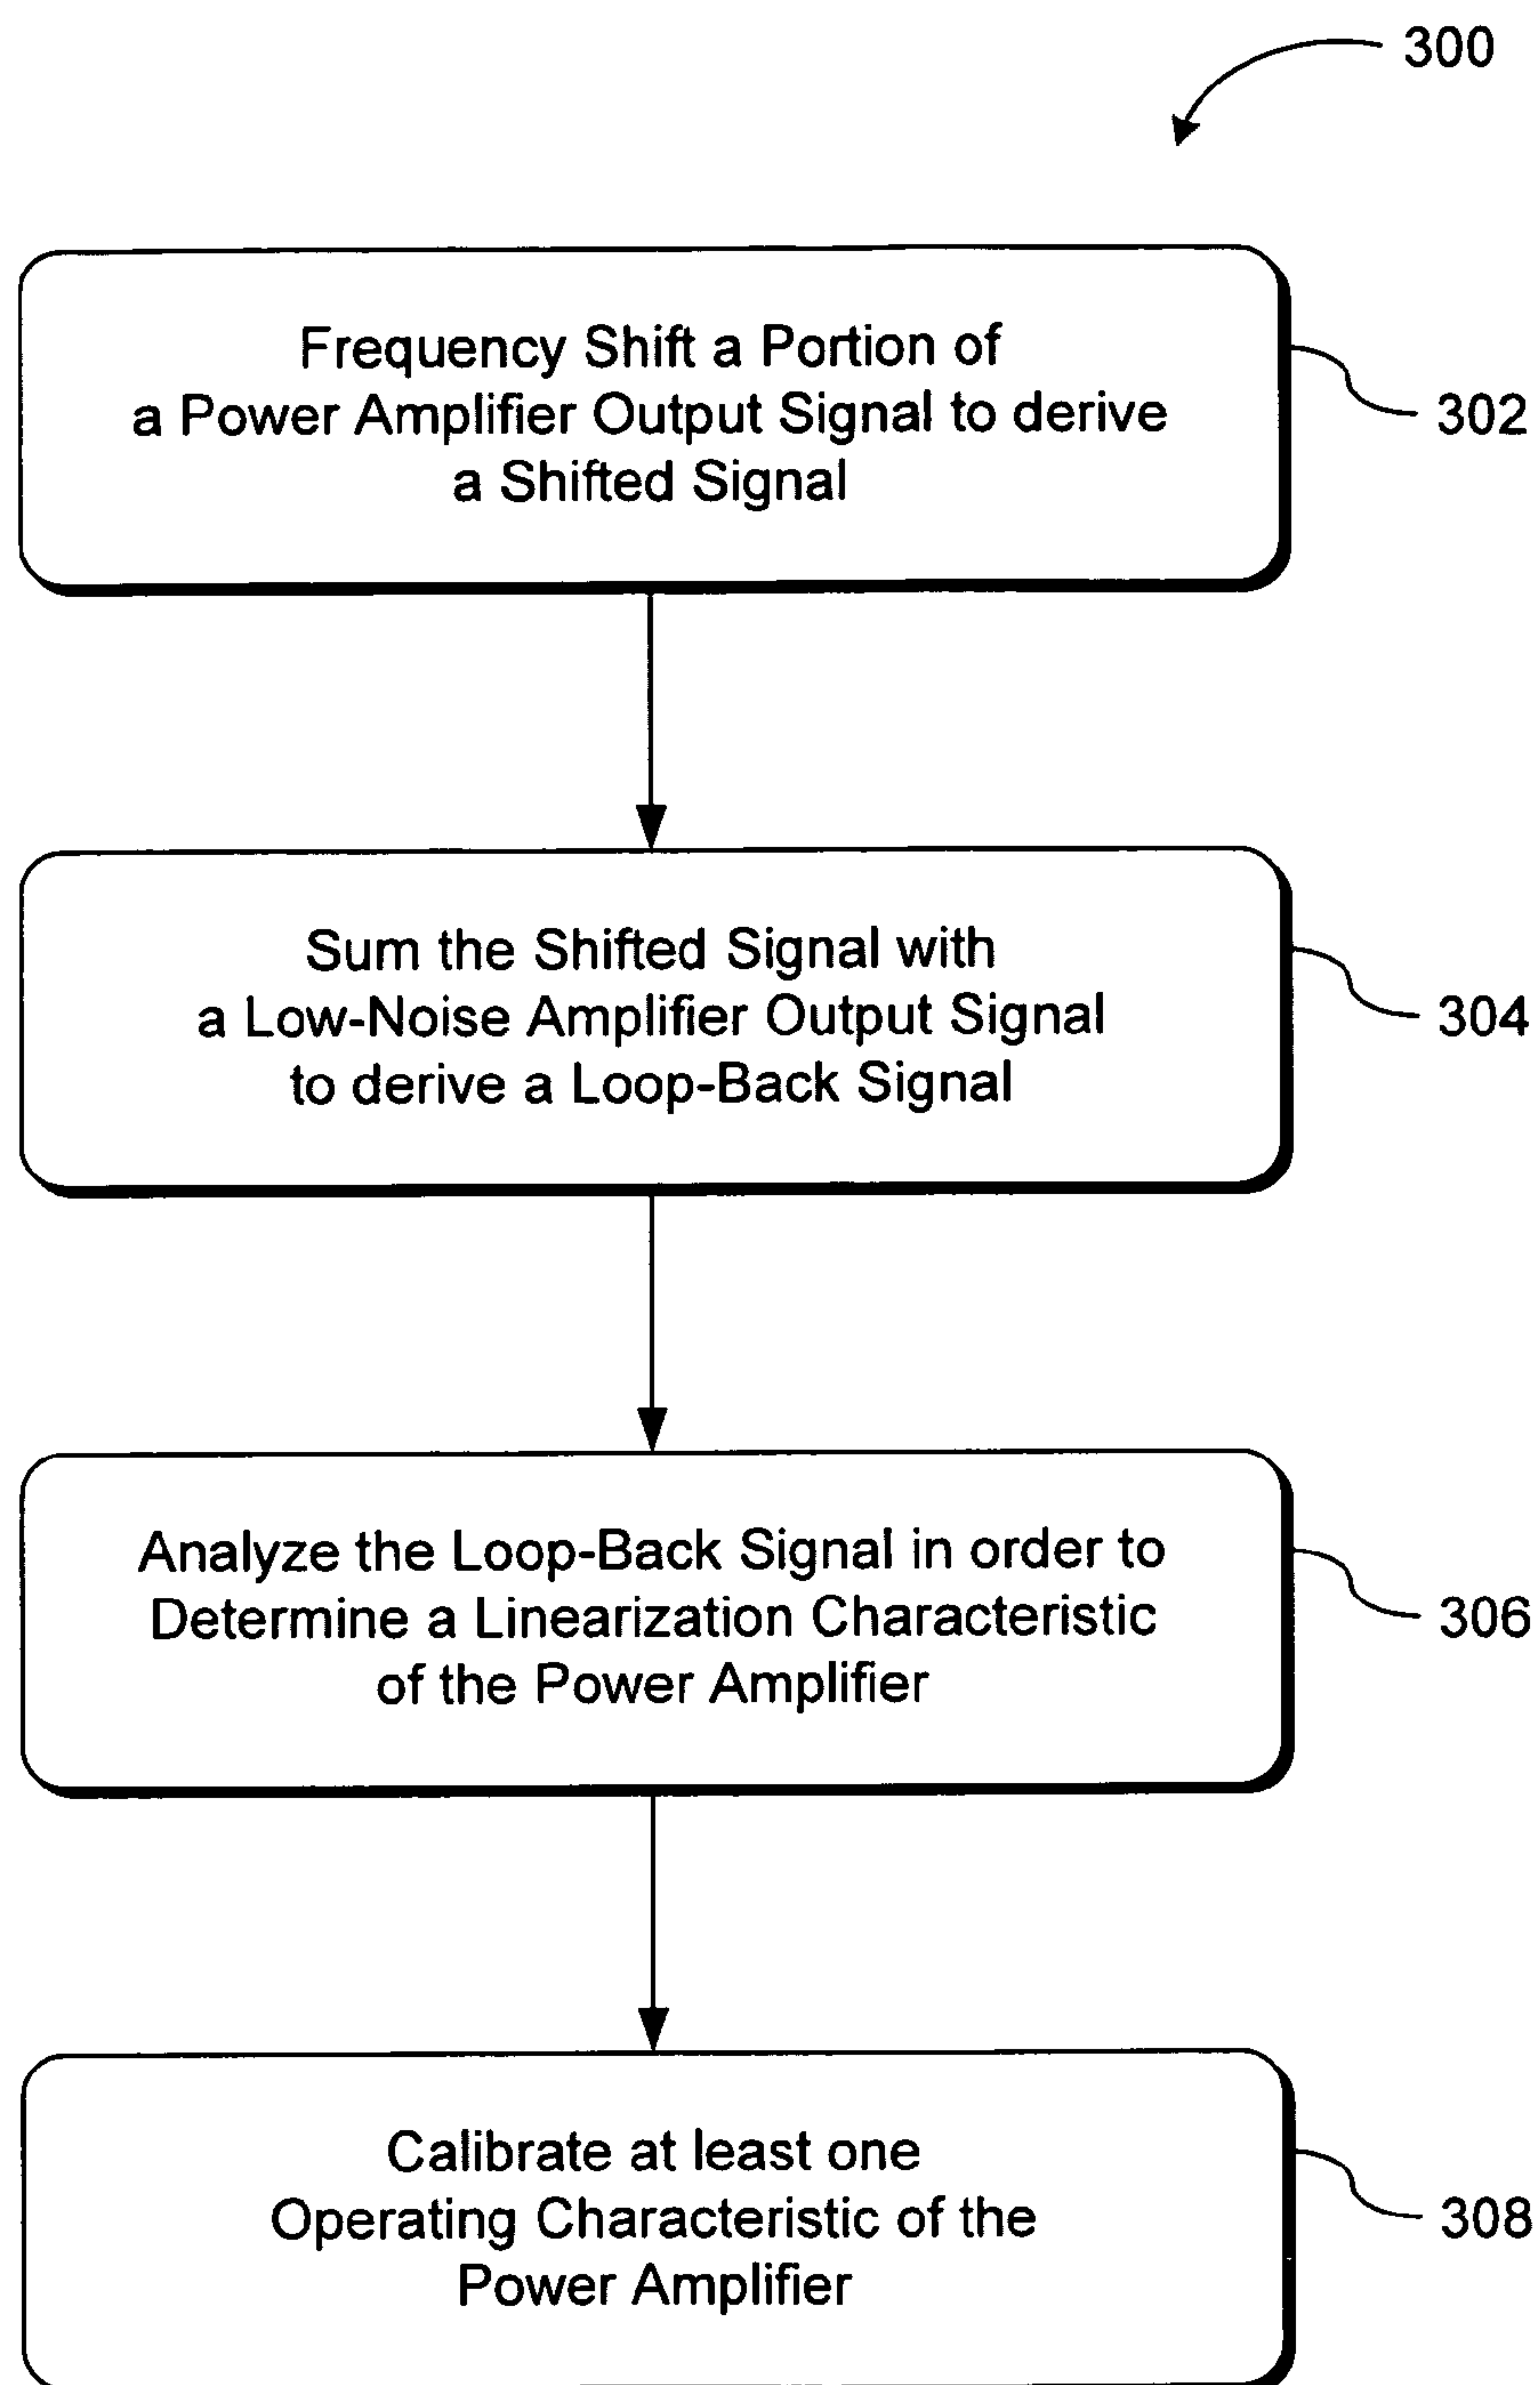 300
Frequency Shift a Portion of
a Power Amplifier Output Signal to derive
a Shifted Signal
302
Sum the Shifted Signal with
a Low-Noise Amplifier Output Signal
to derive a Loop-Back Signal
304
Analyze the Loop-Back Signal in order to
Determine a Linearization Characteristic
of the Power Amplifier
306
Calibrate at least one
Operating Characteristic of the
Power Amplifier
308